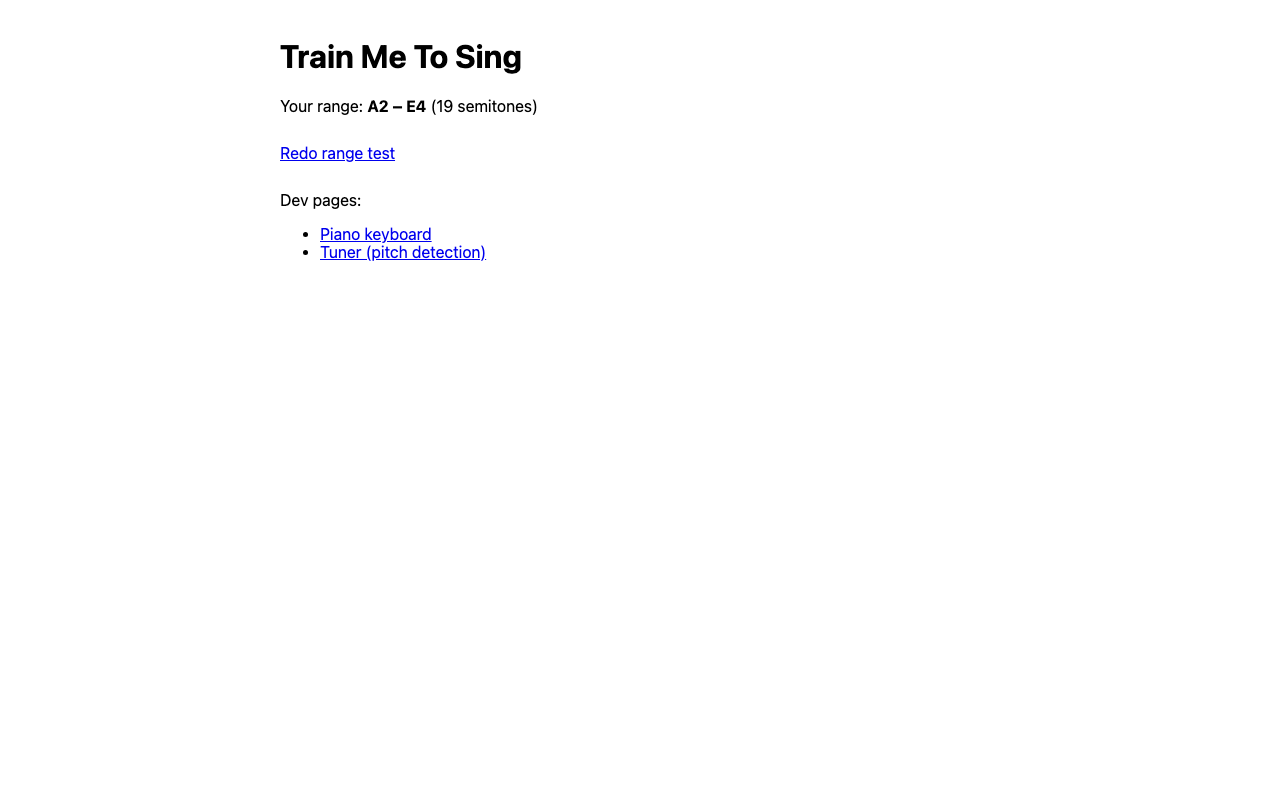 Train Me To Sing
Your range: A2 – E4 (19 semitones)
Redo range test
Dev pages:
Piano keyboard
Tuner (pitch detection)